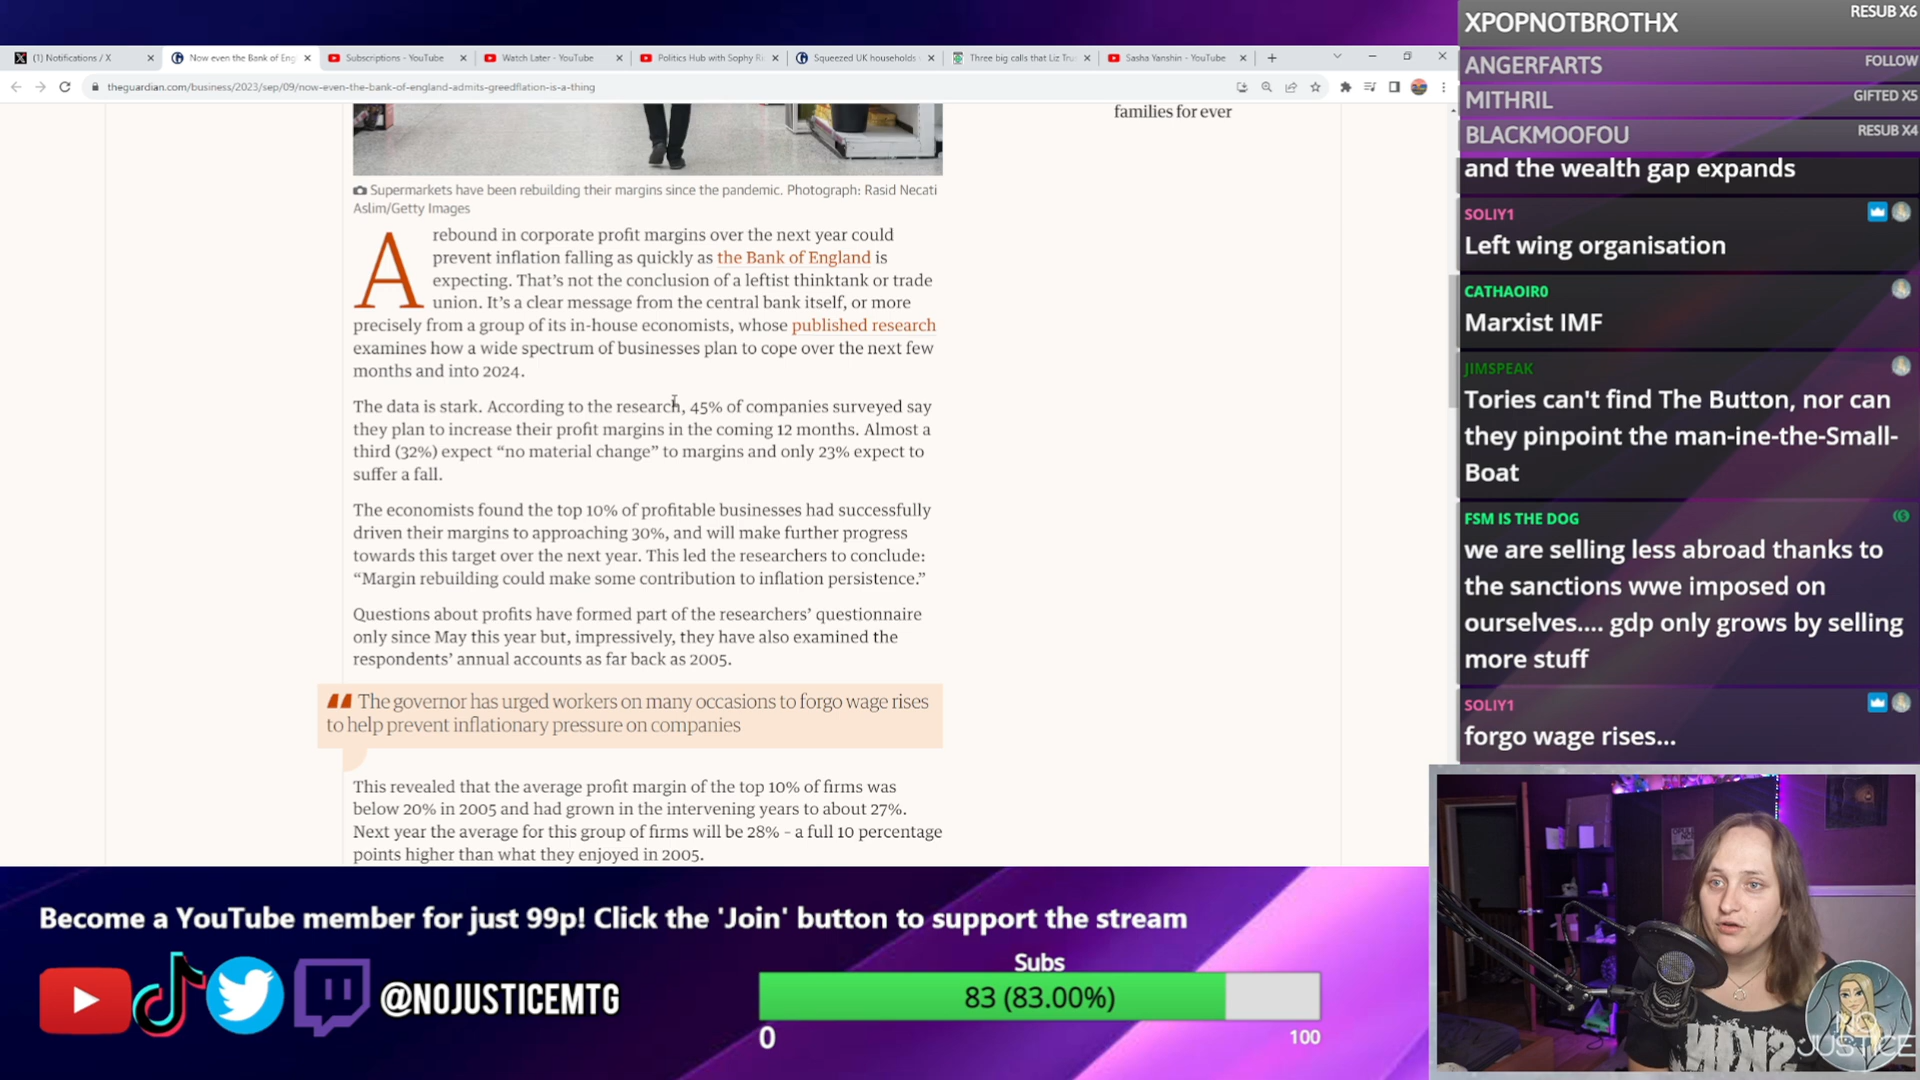 XPOPNOTBROTHX RESUB X6
ANGERFARTS FOLLOW
MITHRIL GIFTED X5
BLACKMOOFOU RESUB X4
(1) Notifications / X
Now even the Bank of Eng
Subscriptions - YouTube
Watch Later - YouTube
Politics Hub with Sophy Ri
Squeezed UK households
Three big calls that Liz Tru
Sasha Yanshin - YouTube
theguardian.com/business/2023/sep/09/now-even-the-bank-of-england-admits-greedflation-is-a-thing
families for ever
Supermarkets have been rebuilding their margins since the pandemic. Photograph: Rasid Necati
Aslim/Getty Images
A rebound in corporate profit margins over the next year could
prevent inflation falling as quickly as the Bank of England is
expecting. That's not the conclusion of a leftist thinktank or trade
union. It's a clear message from the central bank itself, or more
precisely from a group of its in-house economists, whose published research
examines how a wide spectrum of businesses plan to cope over the next few
months and into 2024.
The data is stark. According to the research, 45% of companies surveyed say
they plan to increase their profit margins in the coming 12 months. Almost a
third (32%) expect “no material change” to margins and only 23% expect to
suffer a fall.
The economists found the top 10% of profitable businesses had successfully
driven their margins to approaching 30%, and will make further progress
towards this target over the next year. This led the researchers to conclude:
“Margin rebuilding could make some contribution to inflation persistence.”
Questions about profits have formed part of the researchers' questionnaire
only since May this year but, impressively, they have also examined the
respondents' annual accounts as far back as 2005.
The governor has urged workers on many occasions to forgo wage rises
to help prevent inflationary pressure on companies
This revealed that the average profit margin of the top 10% of firms was
below 20% in 2005 and had grown in the intervening years to about 27%.
Next year the average for this group of firms will be 28% – a full 10 percentage
points higher than what they enjoyed in 2005.
and the wealth gap expands
SOLIY1
Left wing organisation
CATHAOIR0
Marxist IMF
JIMSPEAK
Tories can't find The Button, nor can
they pinpoint the man-ine-the-Small-
Boat
FSM IS THE DOG
we are selling less abroad thanks to
the sanctions wwe imposed on
ourselves.... gdp only grows by selling
more stuff
SOLIY1
forgo wage rises...
Become a YouTube member for just 99p! Click the 'Join' button to support the stream
@NOJUSTICEMTG
Subs
83 (83.00%)
0 100
NO
JUSTICE